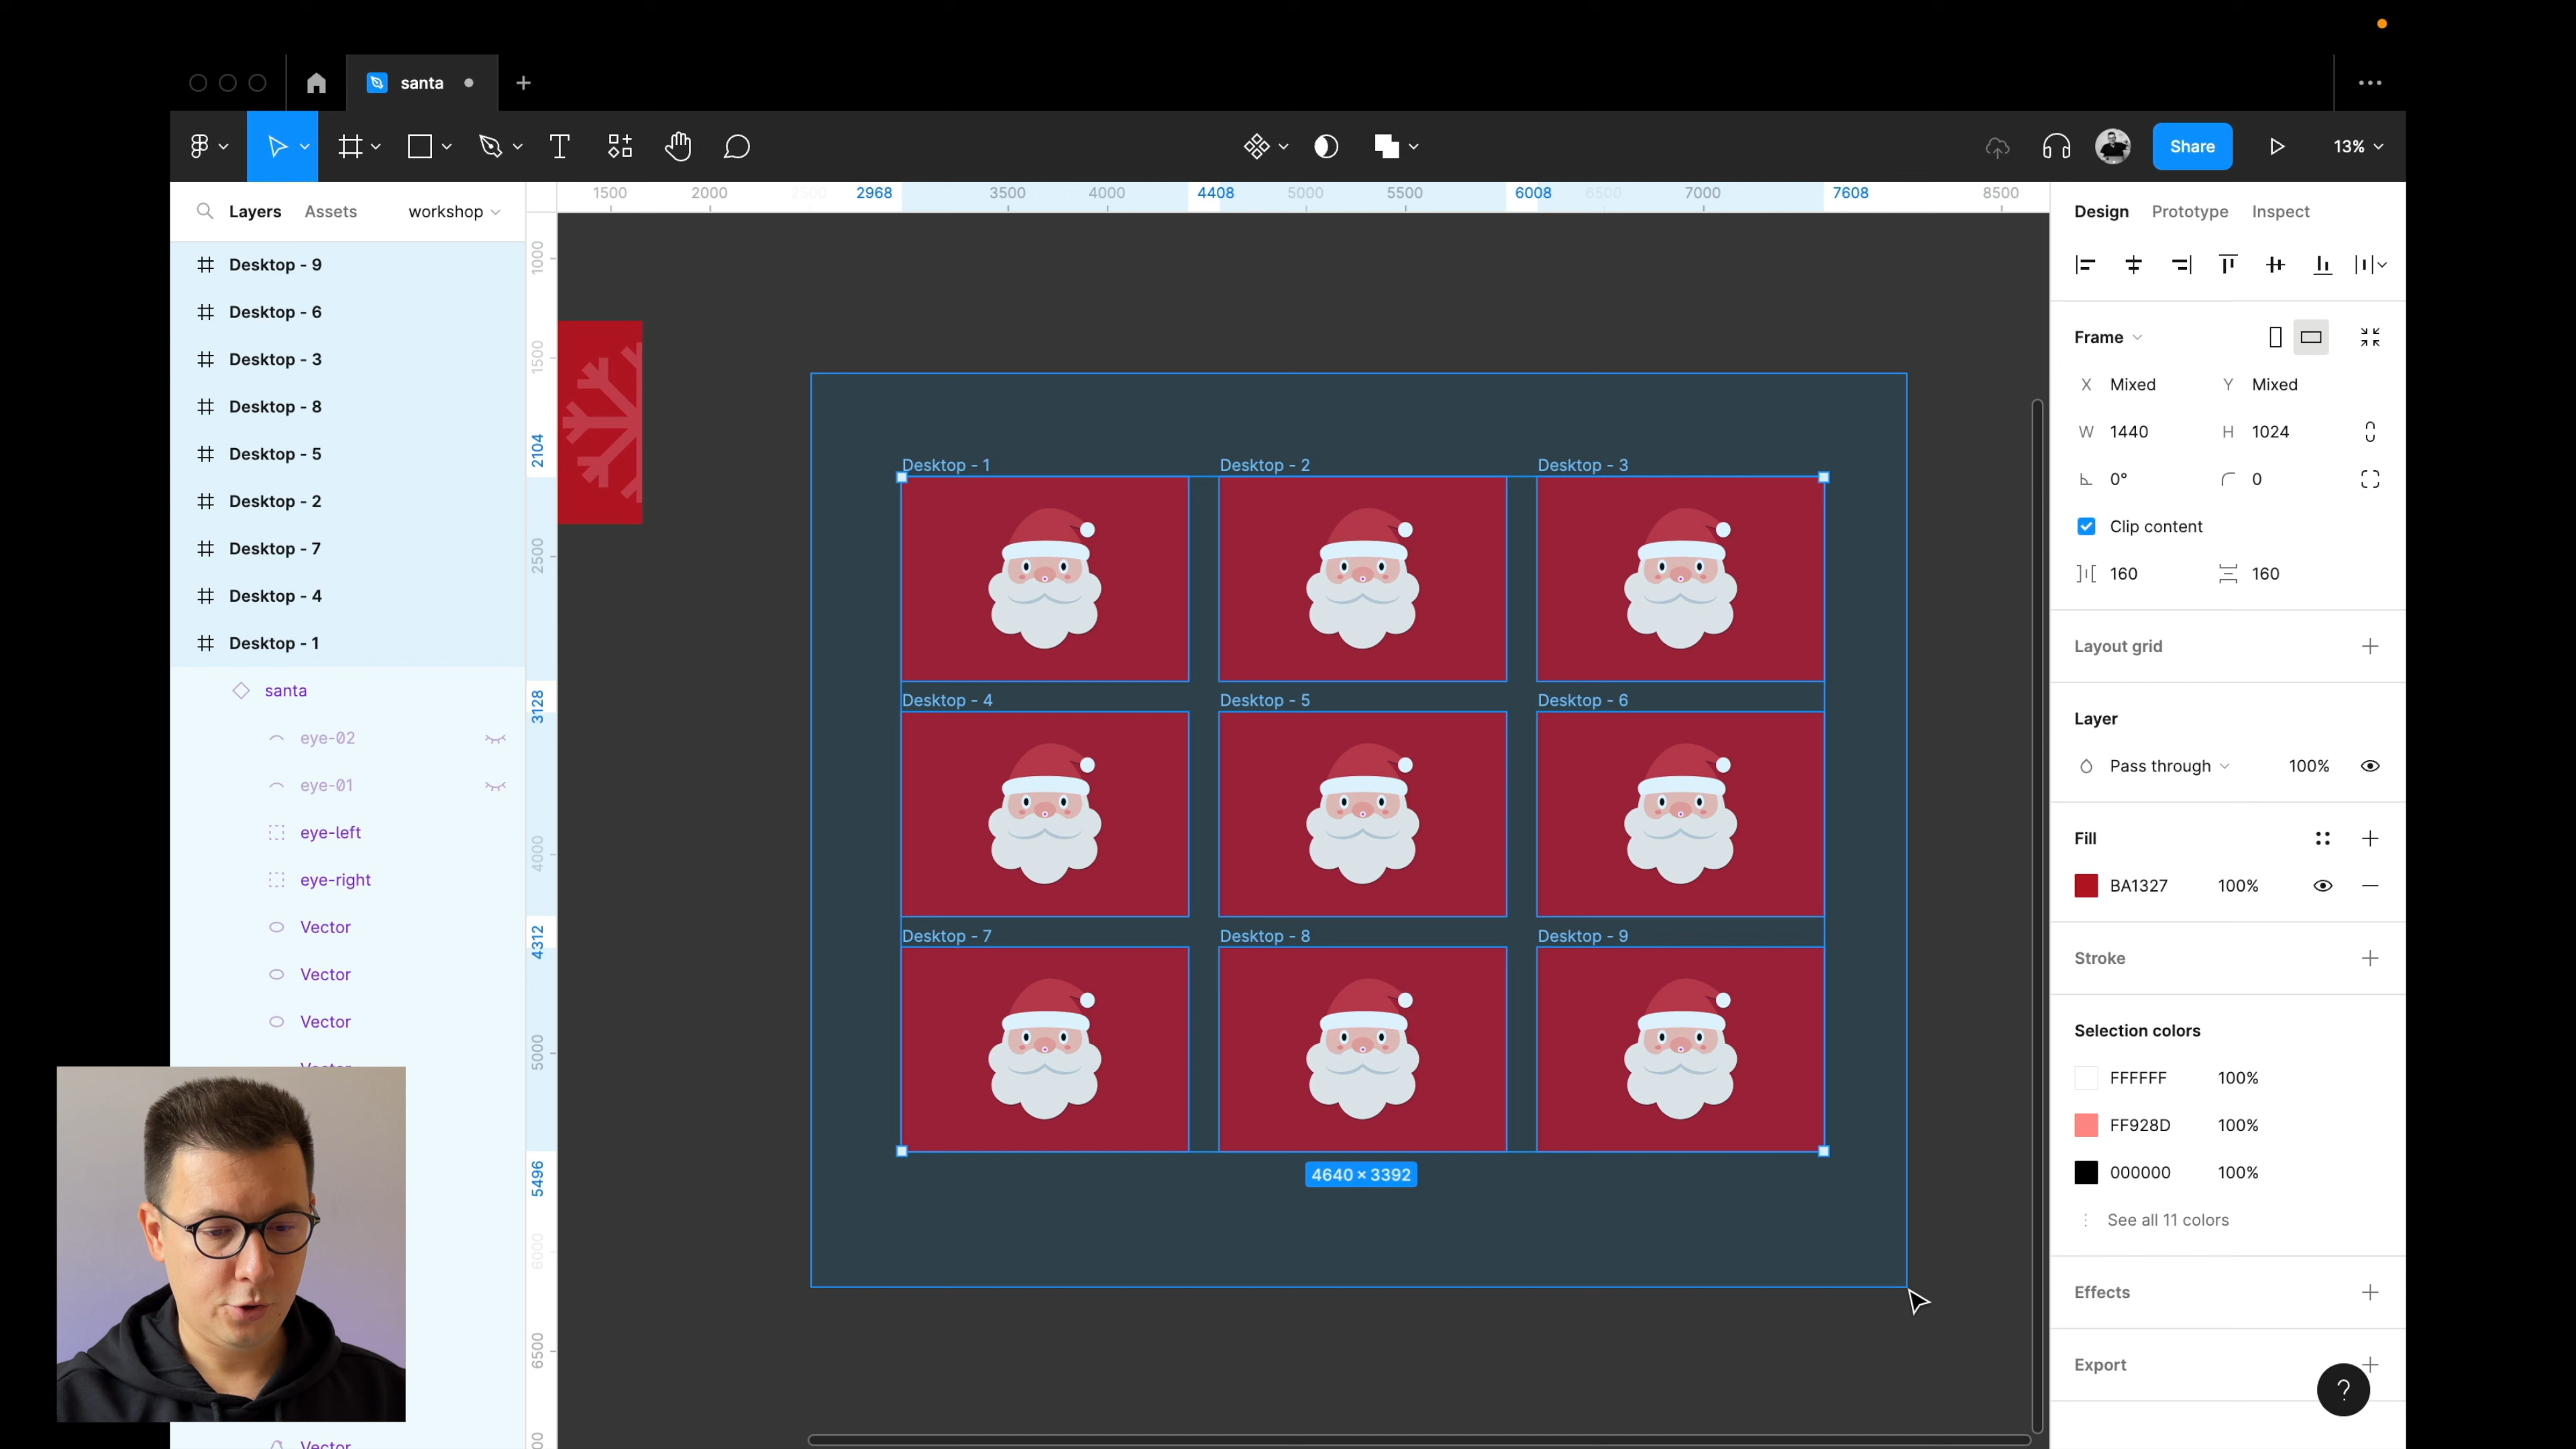 santa
Share
13%
Layers Assets workshop
1500 2000 2500 2968 3500 4000 4408 5000 5500 6008 6500 7000 7608 8500
Design Prototype Inspect
Desktop - 9
Desktop - 6
Desktop - 3
Desktop - 8
Desktop - 5
Desktop - 2
Desktop - 7
Desktop - 4
Desktop - 1
santa
eye-02
eye-01
eye-left
eye-right
Vector
Vector
Vector
Vector
Vector
1000
1500
2104
2500
3128
4000
4312
5000
5496
6000
6500
Desktop - 1 Desktop - 2 Desktop - 3
Desktop - 4 Desktop - 5 Desktop - 6
Desktop - 7 Desktop - 8 Desktop - 9
4640 × 3392
Frame
X Mixed Y Mixed
W 1440 H 1024
0° 0
Clip content
160 160
Layout grid
Layer
Pass through 100%
Fill
BA1327 100%
Stroke
Selection colors
FFFFFF 100%
FF928D 100%
000000 100%
See all 11 colors
Effects
Export
?